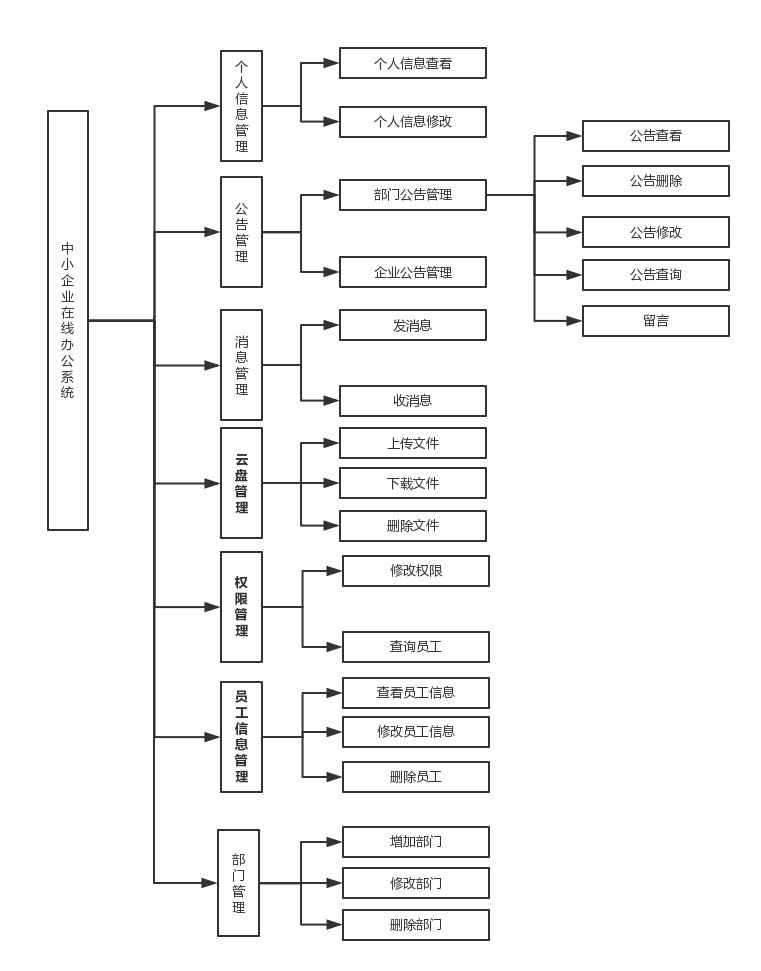 中小企业在线办公系统
个人信息管理
个人信息查看
个人信息修改
公告管理
部门公告管理
公告查看
公告删除
公告修改
公告查询
留言
企业公告管理
消息管理
发消息
收消息
云盘管理
上传文件
下载文件
删除文件
权限管理
修改权限
查询员工
员工信息管理
查看员工信息
修改员工信息
删除员工
部门管理
增加部门
修改部门
删除部门